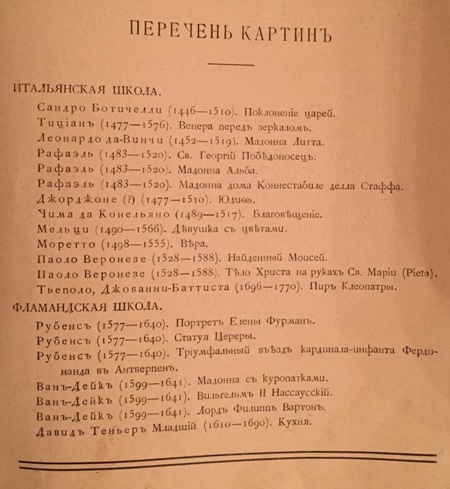 ПЕРЕЧЕНЬ КАРТИНЪ
ИТАЛЬЯНСКАЯ ШКОЛА.
Сандро Ботичелли (1446—1510). Поклоненіе царей.
Тиціанъ (1477—1576). Венера передъ зеркаломъ.
Леонардо да-Винчи (1452—1519). Мадонна Литта.
Рафаэль (1483—1520). Св. Георгій Побѣдоносецъ.
Рафаэль (1483—1520). Мадонна Альба.
Рафаэль (1483—1520). Мадонна дома Коннестабиле делла Стаффа.
Джорджоне (?) (1477—1510). Юдиѳь.
Чима да Конельяно (1489—1517). Благовѣщеніе.
Мельци (1490—1566). Дѣвушка съ цвѣтами.
Моретто (1498—1555). Вѣра.
Паоло Веронезе (1528—1588). Найденный Моисей.
Паоло Веронезе (1528—1588). Тѣло Христа на рукахъ Св. Маріи (Pieta).
Тьеполо, Джованни-Баттиста (1696—1770). Пиръ Клеопатры.
ФЛАМАНДСКАЯ ШКОЛА.
Рубенсъ (1577—1640). Портретъ Елены Фурманъ.
Рубенсъ (1577—1640). Статуя Цереры.
Рубенсъ (1577—1640). Тріумфальный въѣздъ кардинала-инфанта Ферди-
нанда въ Антверпенъ.
Ванъ-Дейкъ (1599—1641). Мадонна съ куропатками.
Ванъ-Дейкъ (1599—1641). Вильгельмъ II Нассаусскій
Ванъ-Дейкъ (1599—1641). Лордъ Филиппъ Вартонъ.
Давидъ Теньеръ Младшій (1610—1690). Кухня.